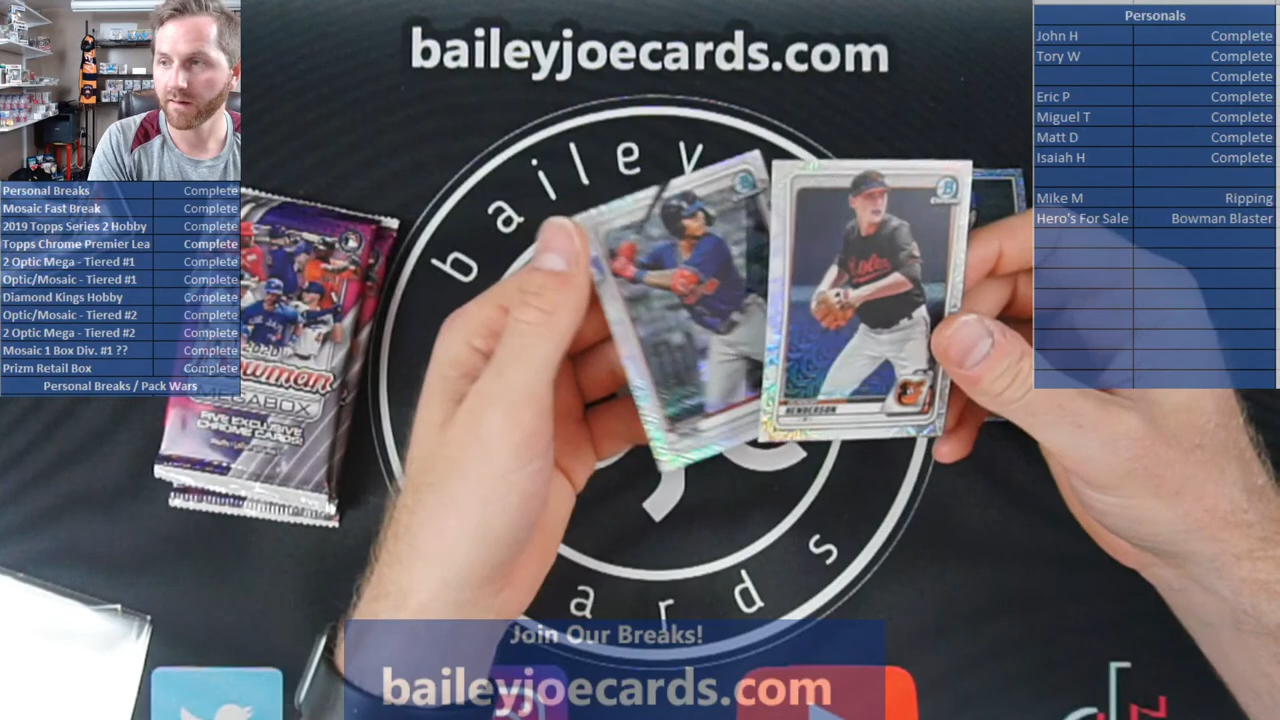 baileyjoecards.com
Personals
John H Complete
Tory W Complete
Complete
Eric P Complete
Miguel T Complete
Matt D Complete
Isaiah H Complete
Mike M Ripping
Hero's For Sale Bowman Blaster
Personal Breaks Complete
Mosaic Fast Break Complete
2019 Topps Series 2 Hobby Complete
Topps Chrome Premier Lea Complete
2 Optic Mega - Tiered #1 Complete
Optic/Mosaic - Tiered #1 Complete
Diamond Kings Hobby Complete
Optic/Mosaic - Tiered #2 Complete
2 Optic Mega - Tiered #2 Complete
Mosaic 1 Box Div. #1 ?? Complete
Prizm Retail Box Complete
Personal Breaks / Pack Wars
bailey
2020
Bowman
MEGABOX
FIVE EXCLUSIVE
CHROME CARDS!
HENDERSON
ards
Join Our Breaks!
baileyjoecards.com